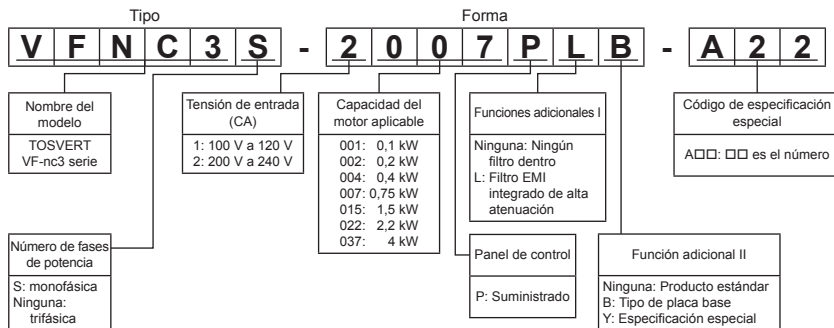 Tipo
Forma
V F N C 3 S - 2 0 0 7 P L B - A 2 2
Nombre del
modelo
TOSVERT
VF-nc3 serie
Tensión de entrada
(CA)
1: 100 V a 120 V
2: 200 V a 240 V
Capacidad del
motor aplicable
001: 0,1 kW
002: 0,2 kW
004: 0,4 kW
007: 0,75 kW
015: 1,5 kW
022: 2,2 kW
037: 4 kW
Funciones adicionales I
Ninguna: Ningún
filtro dentro
L: Filtro EMI
integrado de alta
atenuación
Código de especificación
especial
A□□: □□ es el número
Número de fases
de potencia
S: monofásica
Ninguna:
trifásica
Panel de control
P: Suministrado
Función adicional II
Ninguna: Producto estándar
B: Tipo de placa base
Y: Especificación especial